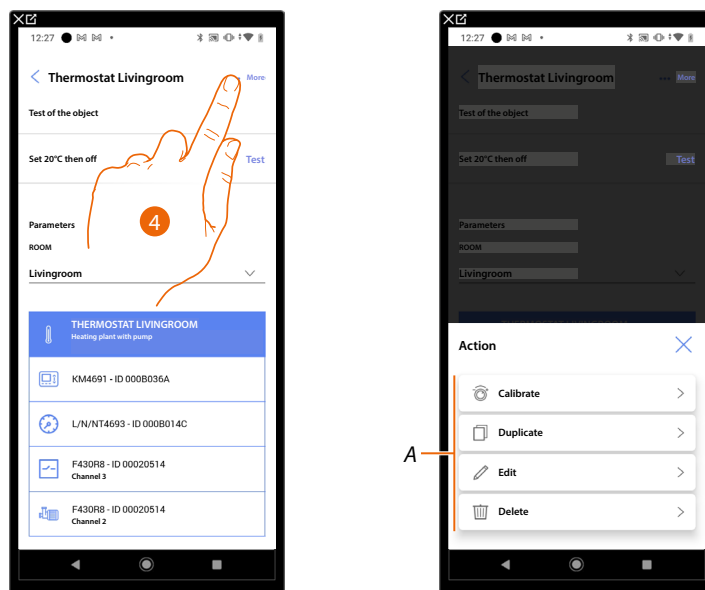 12:27
Thermostat Livingroom
More
Test of the object
Set 20°C then off
Test
4
Parameters
ROOM
Livingroom
THERMOSTAT LIVINGROOM
Heating plant with pump
KM4691 - ID 000B036A
L/N/NT4693 - ID 000B014C
F430R8 - ID 00020514
Channel 3
F430R8 - ID 00020514
Channel 2
12:27
Thermostat Livingroom
••• More
Test of the object
Set 20°C then off
Test
Parameters
ROOM
Livingroom
THERMOSTAT LIVINGROOM
Action
A
Calibrate
Duplicate
Edit
Delete